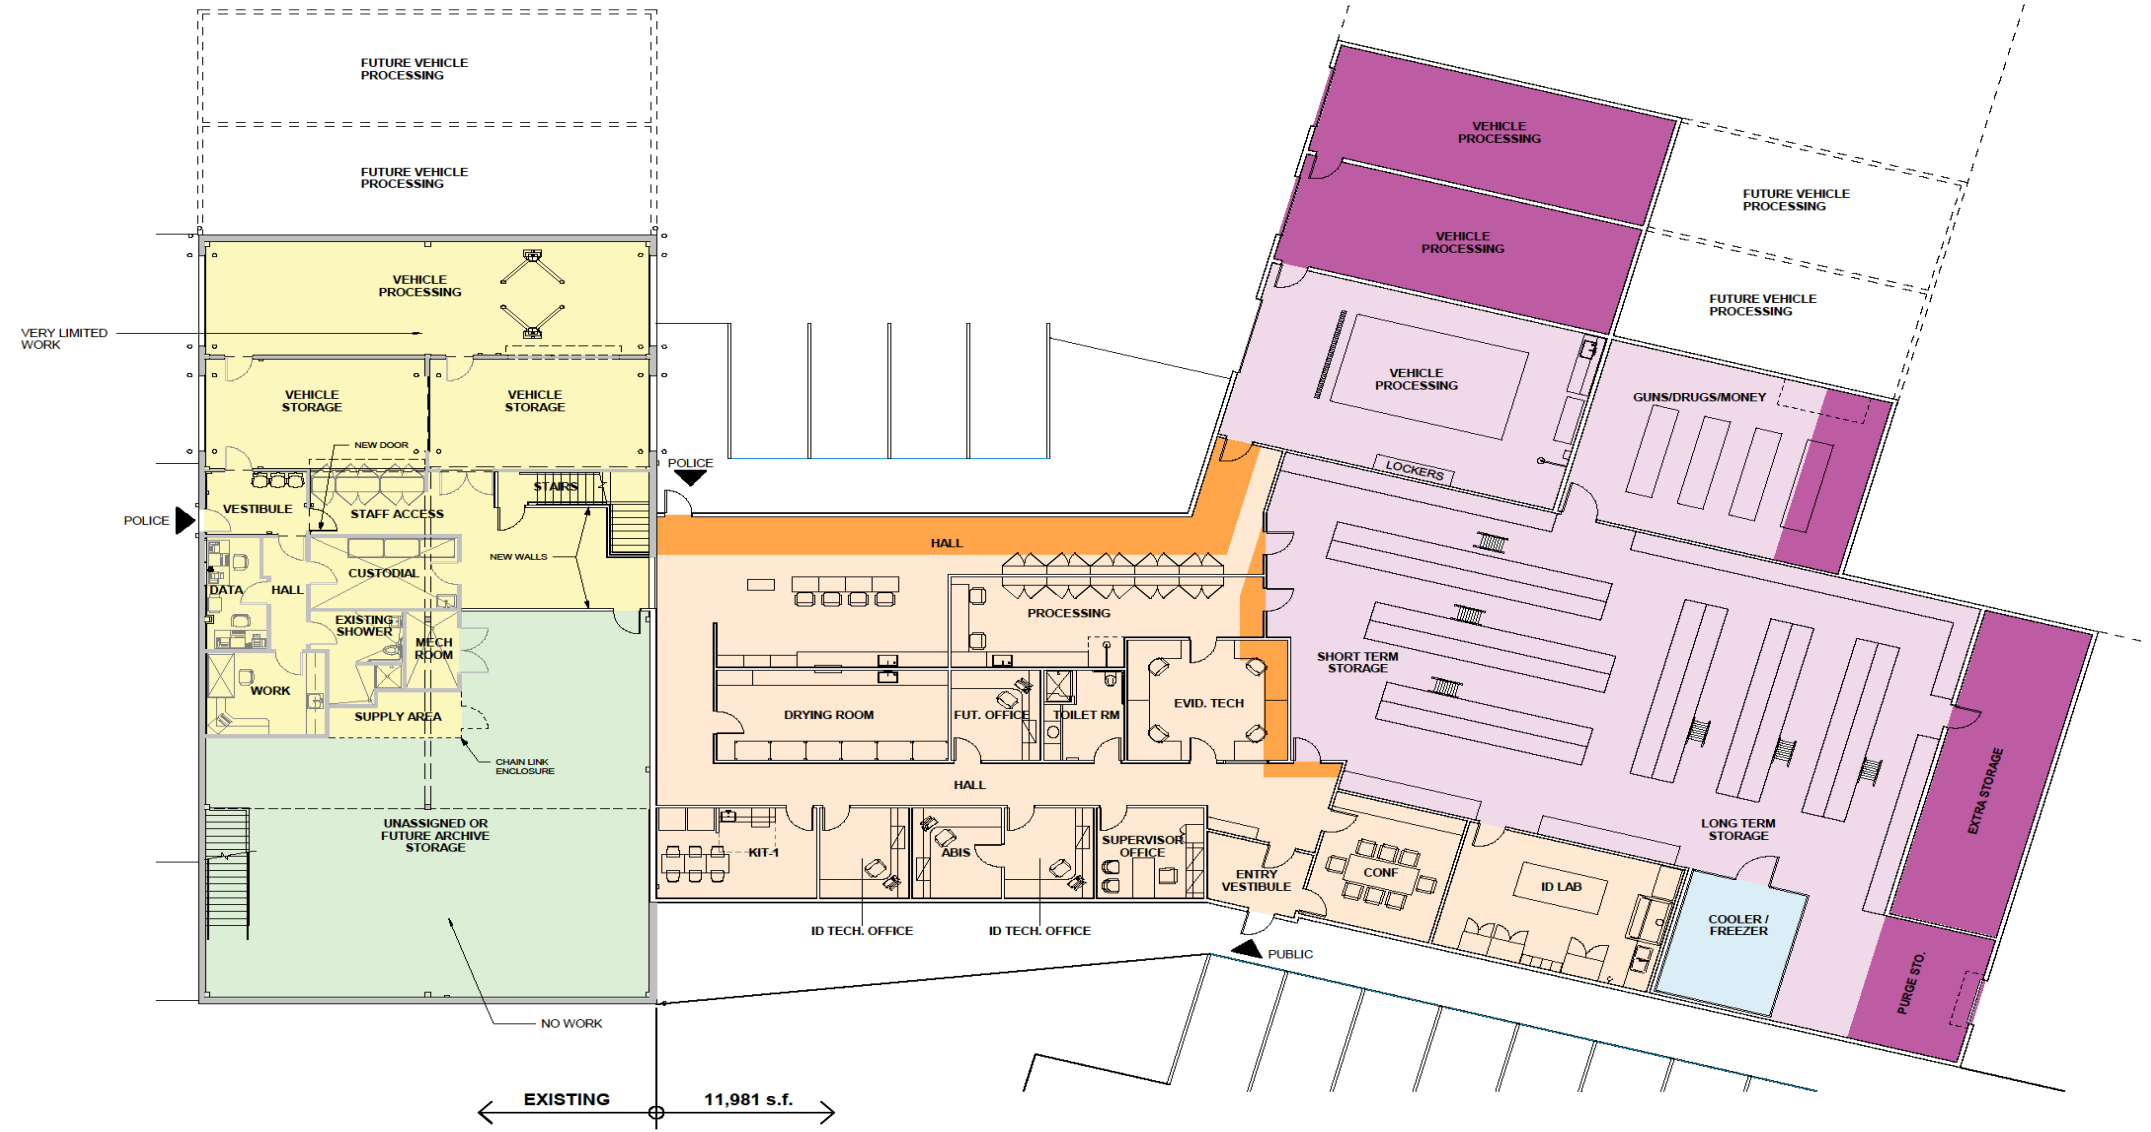 FUTURE VEHICLE
PROCESSING
FUTURE VEHICLE
PROCESSING
VEHICLE
PROCESSING
VERY LIMITED
WORK
VEHICLE
STORAGE
VEHICLE
STORAGE
NEW DOOR
STAIRS
VESTIBULE
STAFF ACCESS
POLICE
NEW WALLS
CUSTODIAL
DATA
HALL
EXISTING
SHOWER
MECH
ROOM
WORK
SUPPLY AREA
CHAIN LINK
ENCLOSURE
UNASSIGNED OR
FUTURE ARCHIVE
STORAGE
NO WORK
POLICE
HALL
PROCESSING
DRYING ROOM
FUT. OFFICE
TOILET RM
EVID. TECH
HALL
KIT-1
ABIS
SUPERVISOR
OFFICE
ENTRY
VESTIBULE
CONF
ID LAB
ID TECH. OFFICE
ID TECH. OFFICE
PUBLIC
VEHICLE
PROCESSING
VEHICLE
PROCESSING
FUTURE VEHICLE
PROCESSING
FUTURE VEHICLE
PROCESSING
VEHICLE
PROCESSING
LOCKERS
GUNS/DRUGS/MONEY
SHORT TERM
STORAGE
LONG TERM
STORAGE
EXTRA STORAGE
COOLER /
FREEZER
PURGE STO.
EXISTING
11,981 s.f.